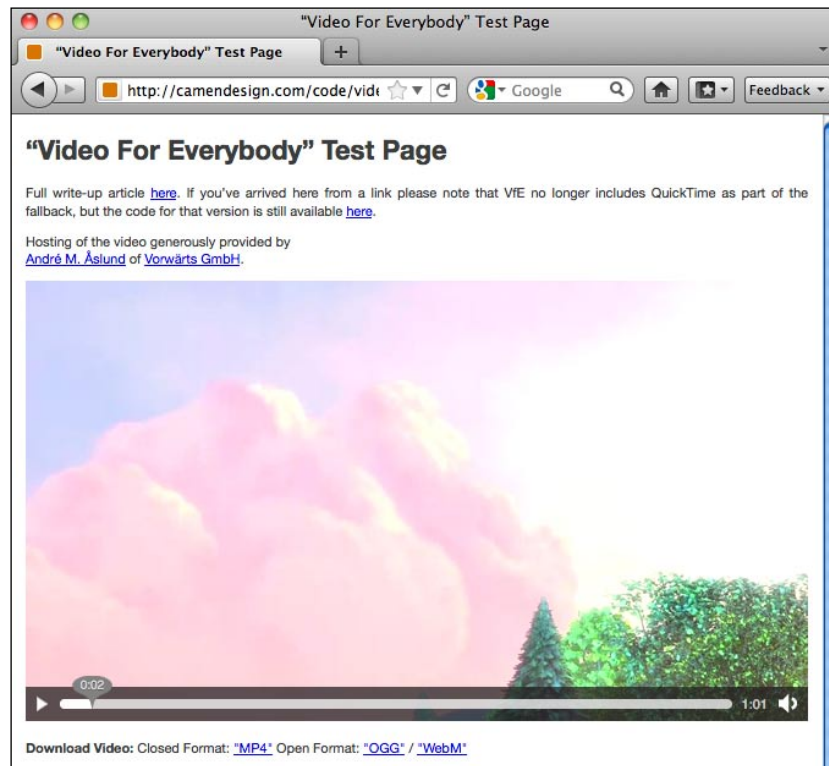 “Video For Everybody” Test Page
“Video For Everybody” Test Page
http://camendesign.com/code/vide
Google
Feedback
“Video For Everybody” Test Page
Full write-up article here. If you've arrived here from a link please note that VfE no longer includes QuickTime as part of the
fallback, but the code for that version is still available here.
Hosting of the video generously provided by
André M. Åslund of Vorwärts GmbH.
0:02
1:01
Download Video: Closed Format: "MP4" Open Format: "OGG" / "WebM"